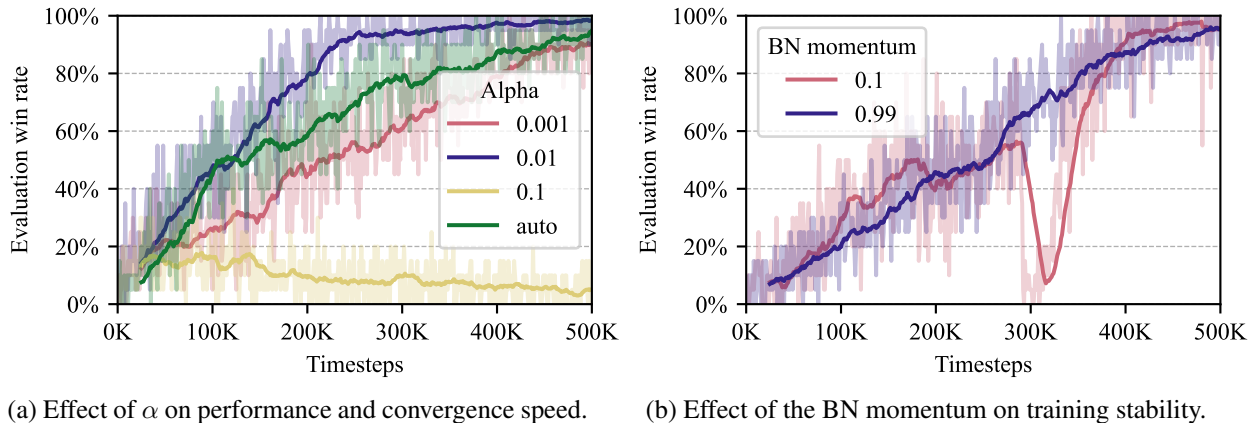 100%
80%
60%
40%
20%
0%
Evaluation win rate
Alpha
0.001
0.01
0.1
auto
0K
100K
200K
300K
400K
500K
Timesteps
(a) Effect of α on performance and convergence speed.
100%
80%
60%
40%
20%
0%
Evaluation win rate
BN momentum
0.1
0.99
0K
100K
200K
300K
400K
500K
Timesteps
(b) Effect of the BN momentum on training stability.